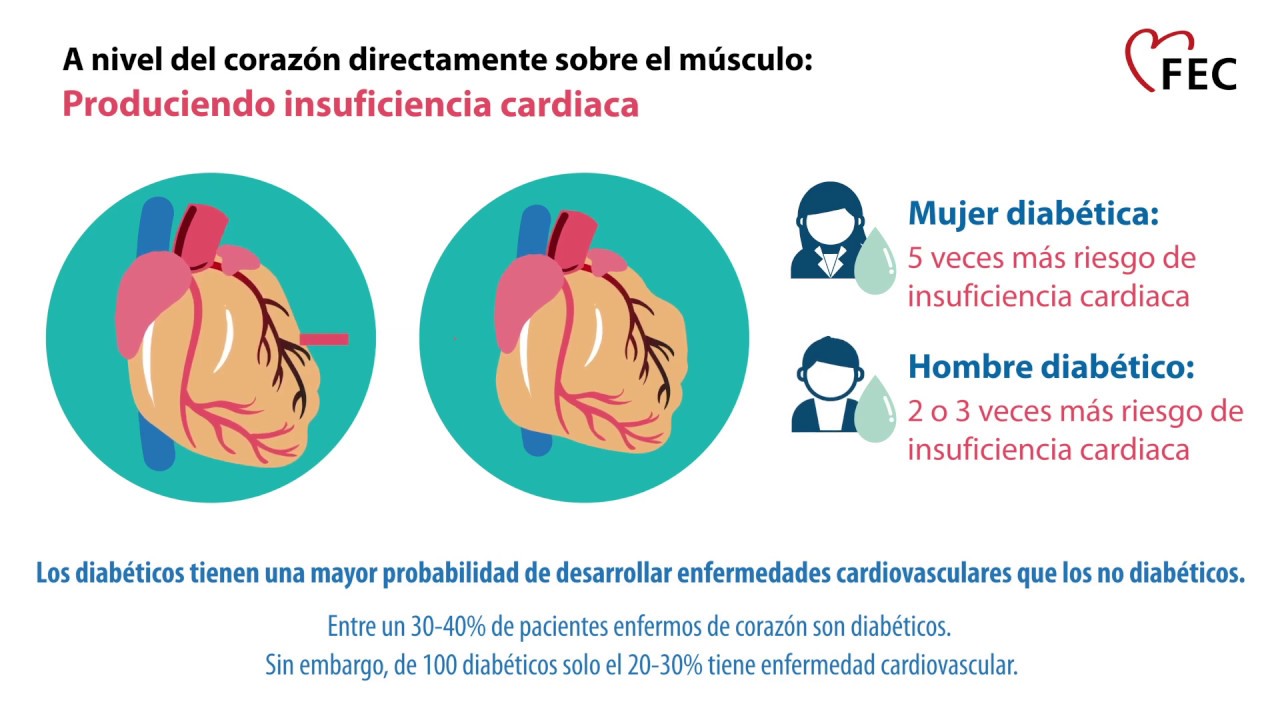 A nivel del corazón directamente sobre el músculo:
Produciendo insuficiencia cardiaca
FEC
Mujer diabética:
5 veces más riesgo de
insuficiencia cardiaca
Hombre diabético:
2 o 3 veces más riesgo de
insuficiencia cardiaca
Los diabéticos tienen una mayor probabilidad de desarrollar enfermedades cardiovasculares que los no diabéticos.
Entre un 30-40% de pacientes enfermos de corazón son diabéticos.
Sin embargo, de 100 diabéticos solo el 20-30% tiene enfermedad cardiovascular.